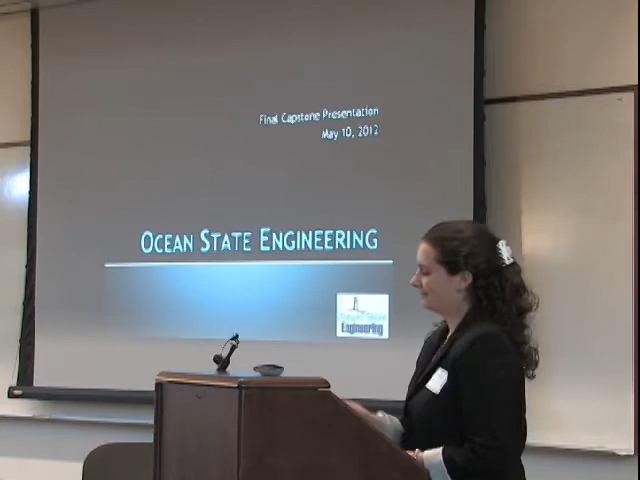 Final Capstone Presentation
May 10, 2012
OCEAN STATE ENGINEERING
Engineering